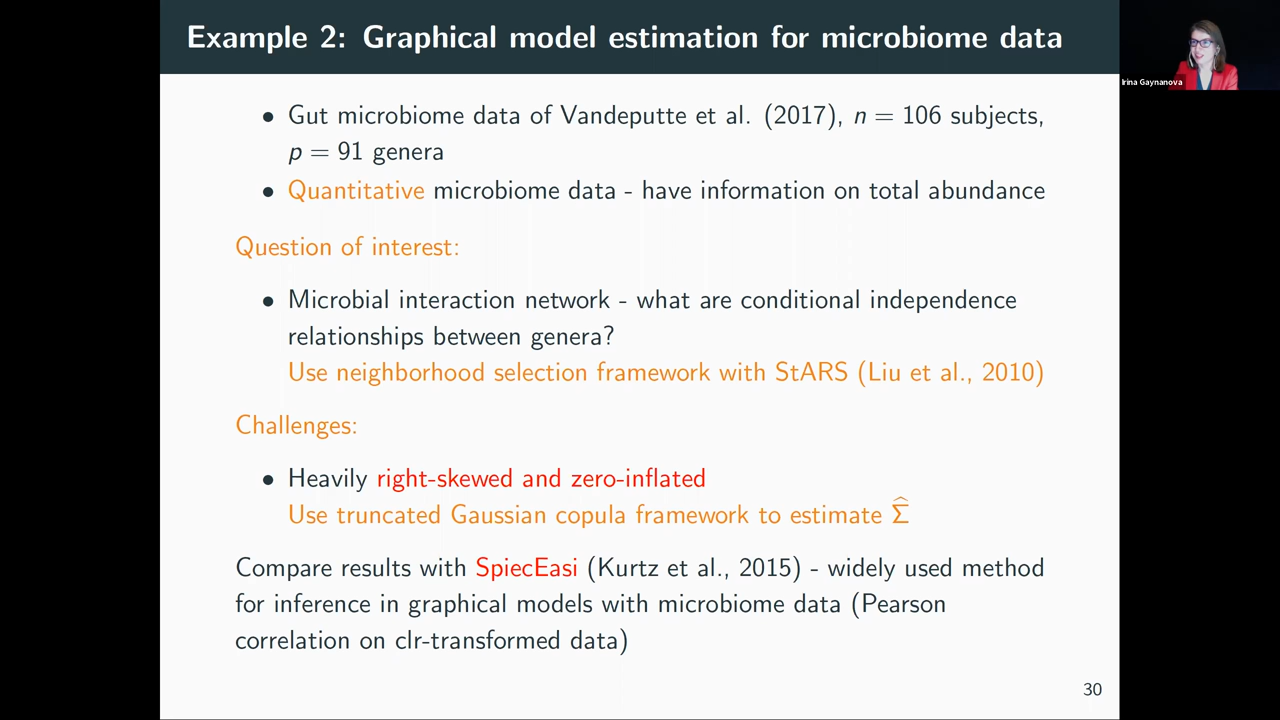 Example 2: Graphical model estimation for microbiome data
Irina Gaynanova
• Gut microbiome data of Vandeputte et al. (2017), n = 106 subjects,
p = 91 genera
• Quantitative microbiome data - have information on total abundance
Question of interest:
• Microbial interaction network - what are conditional independence
relationships between genera?
Use neighborhood selection framework with StARS (Liu et al., 2010)
Challenges:
• Heavily right-skewed and zero-inflated
Use truncated Gaussian copula framework to estimate Σ̂
Compare results with SpiecEasi (Kurtz et al., 2015) - widely used method
for inference in graphical models with microbiome data (Pearson
correlation on clr-transformed data)
30